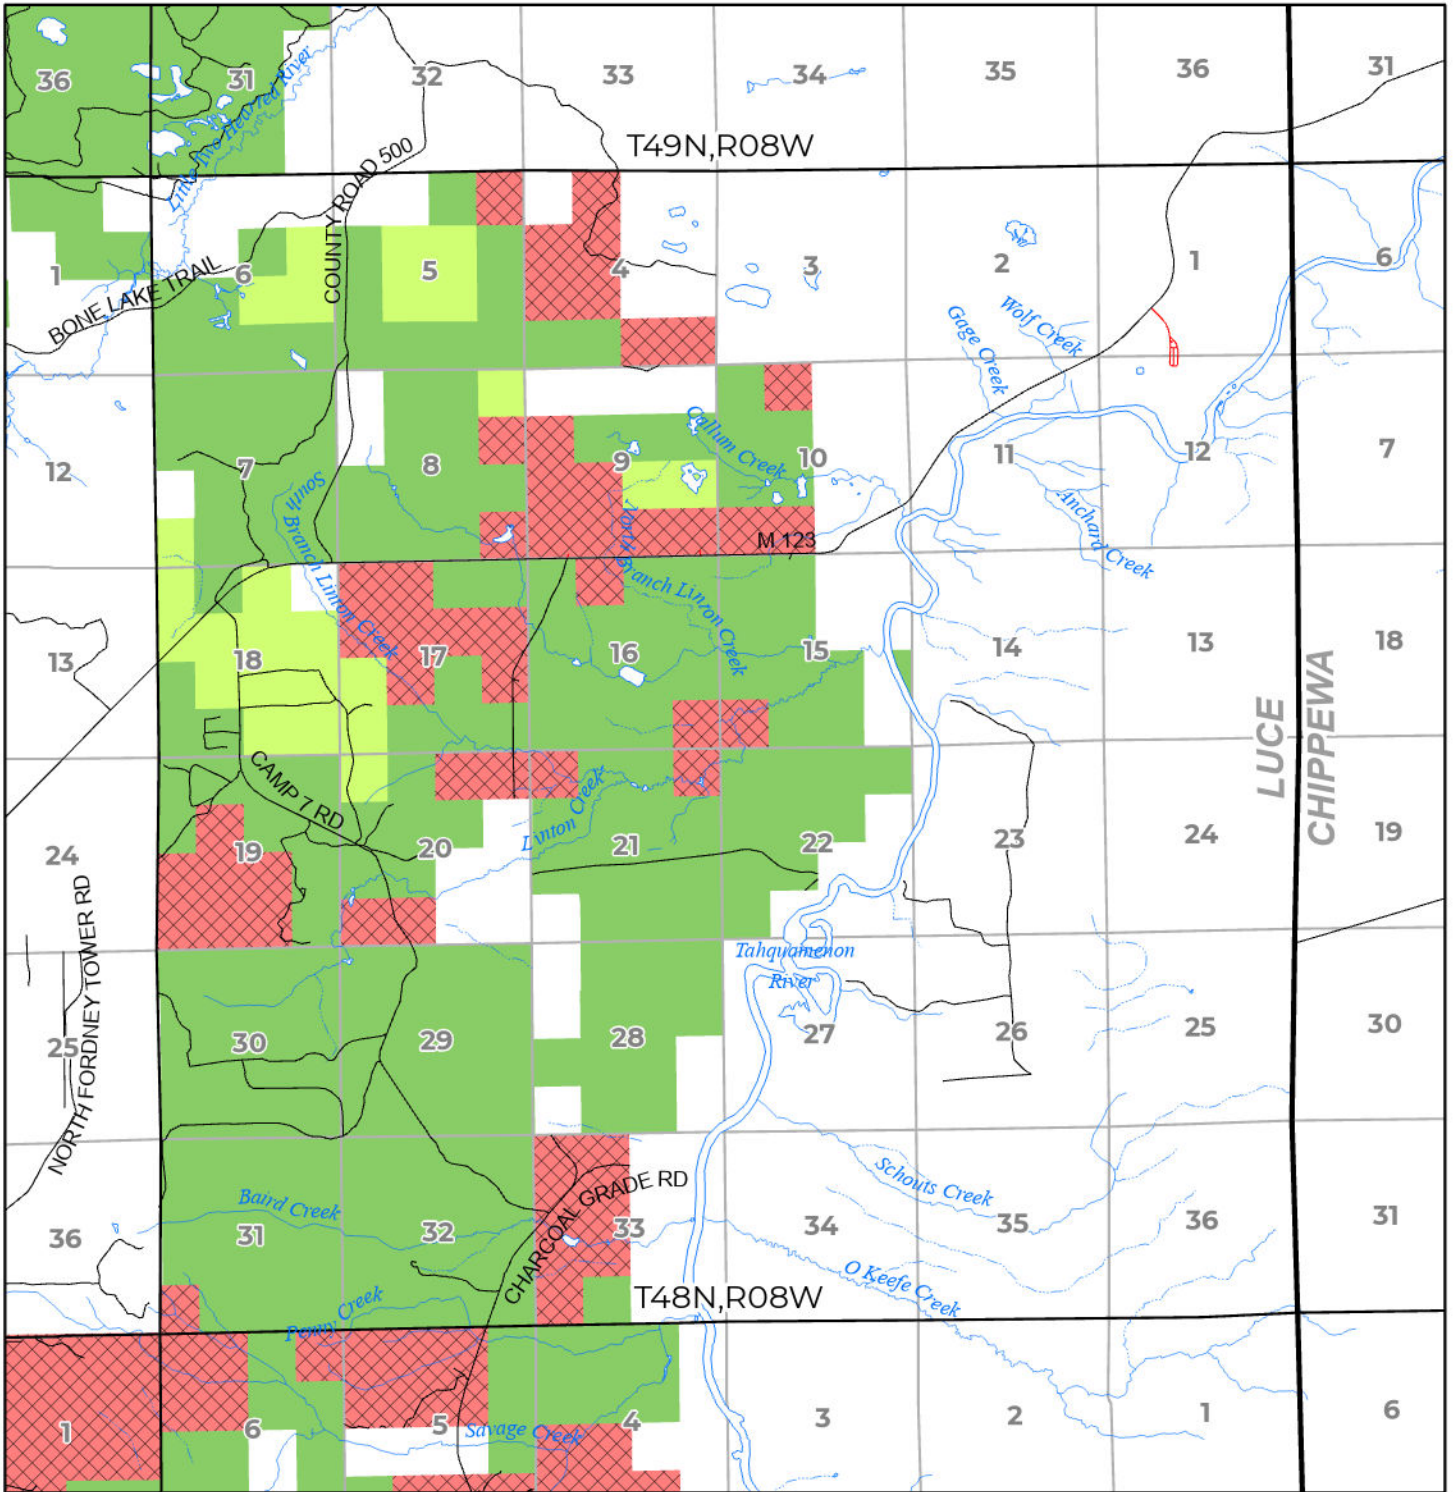 36
31
32
33
34
35
36
31
Little Two Hearted River
T49N,R08W
COUNTY ROAD 500
1
BONE LAKE TRAIL
6
5
4
3
2
1
6
Gage Creek
Wolf Creek
12
7
8
9
10
11
12
7
Callum Creek
Anchard Creek
South Branch Linton Creek
North Branch Linton Creek
M 123
13
18
17
16
15
14
13
18
LUCE
CHIPPEWA
CAMP 7 RD
Linton Creek
24
19
20
21
22
23
24
19
NORTH FORDNEY TOWER RD
Tahquamenon
River
25
30
29
28
27
26
25
30
Baird Creek
CHARCOAL GRADE RD
Schouts Creek
36
31
32
33
34
35
36
31
O Keefe Creek
Penny Creek
T48N,R08W
1
6
5
Savage Creek
4
3
2
1
6